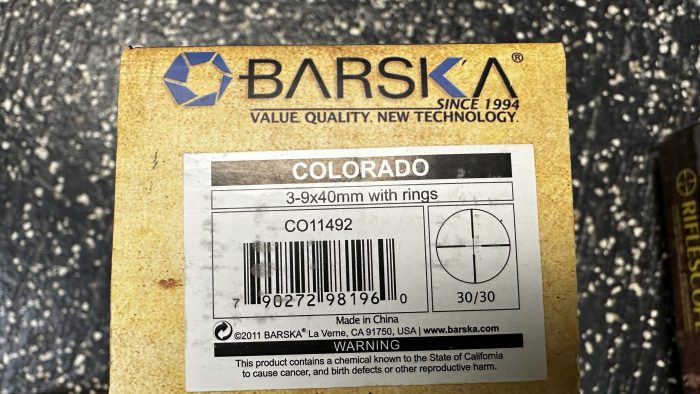 BARSKA®
SINCE 1994
VALUE. QUALITY. NEW TECHNOLOGY.
COLORADO
3-9x40mm with rings
CO11492
7 90272 98196 0
30/30
Made in China
©2011 BARSKA® La Verne, CA 91750, USA | www.barska.com
WARNING
This product contains a chemical known to the State of California
to cause cancer, and birth defects or other reproductive harm.